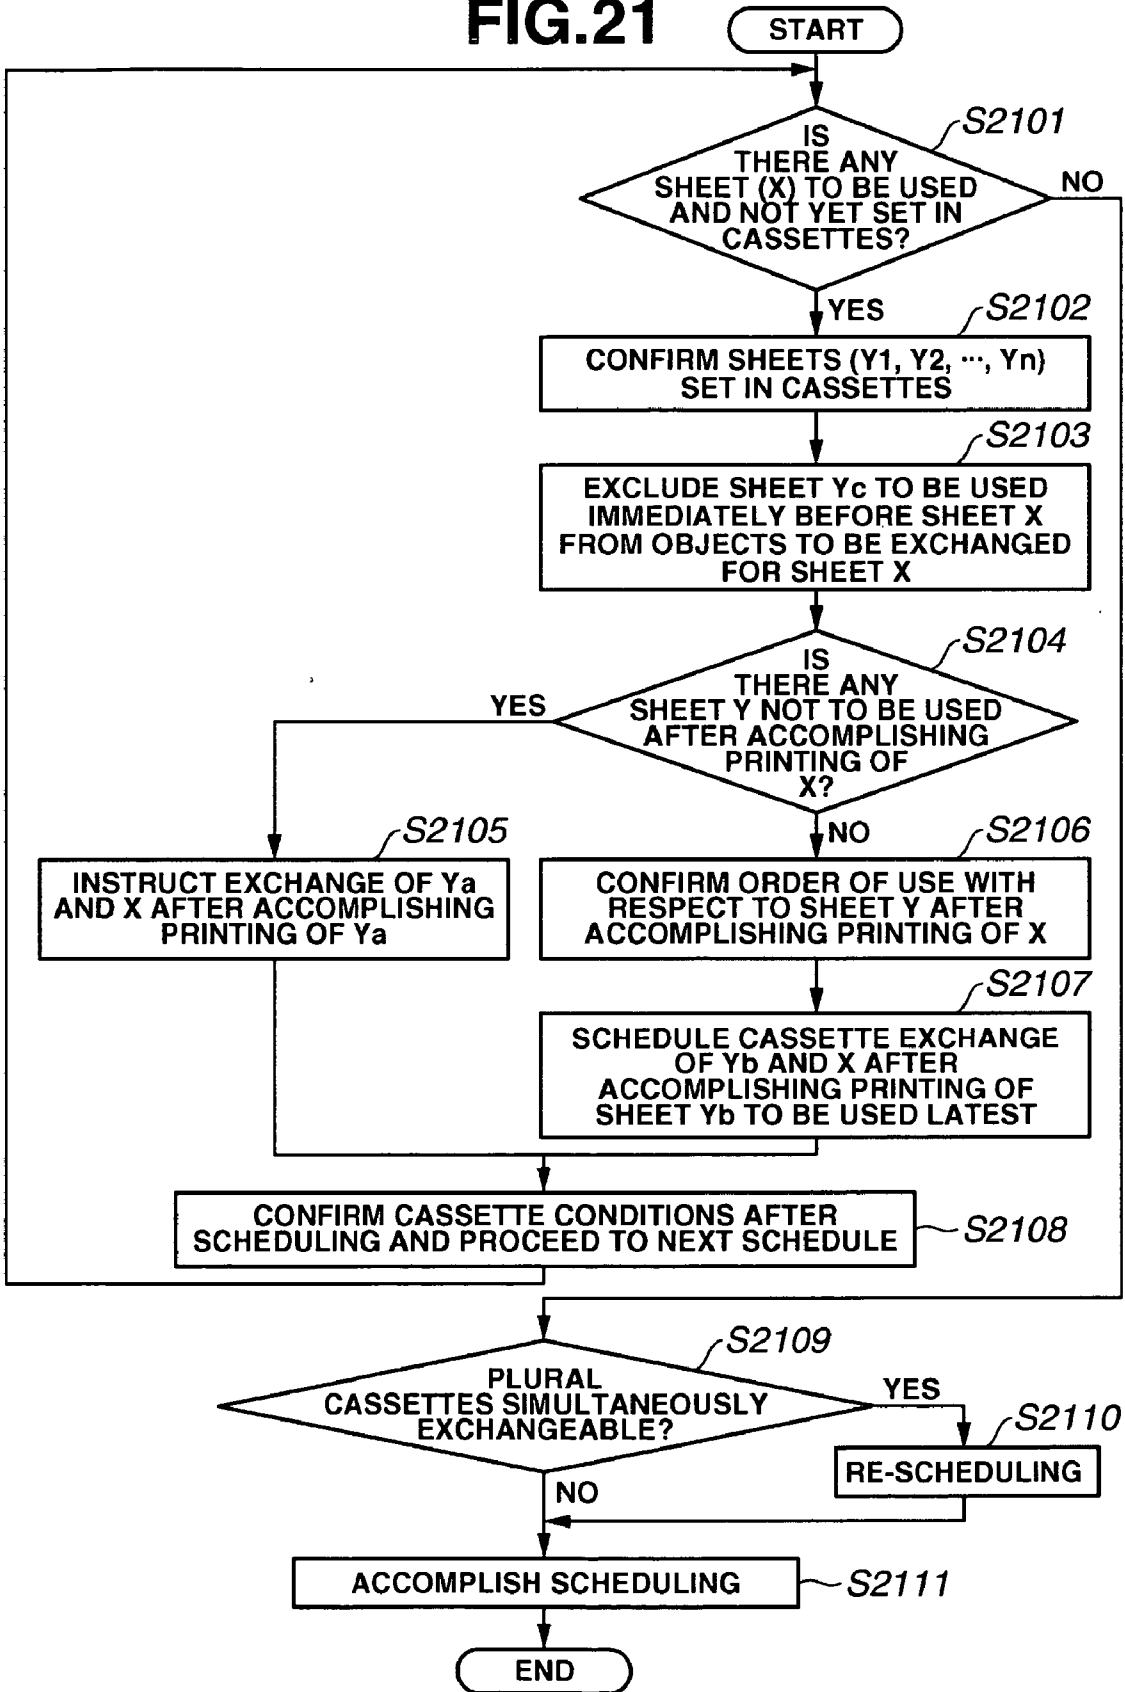 FIG.21
START
S2101
IS
THERE ANY
SHEET (X) TO BE USED
AND NOT YET SET IN
CASSETTES?
NO
YES
S2102
CONFIRM SHEETS (Y1, Y2, ···, Yn)
SET IN CASSETTES
S2103
EXCLUDE SHEET Yc TO BE USED
IMMEDIATELY BEFORE SHEET X
FROM OBJECTS TO BE EXCHANGED
FOR SHEET X
S2104
IS
THERE ANY
SHEET Y NOT TO BE USED
AFTER ACCOMPLISHING
PRINTING OF
X?
YES
NO
S2105
INSTRUCT EXCHANGE OF Ya
AND X AFTER ACCOMPLISHING
PRINTING OF Ya
S2106
CONFIRM ORDER OF USE WITH
RESPECT TO SHEET Y AFTER
ACCOMPLISHING PRINTING OF X
S2107
SCHEDULE CASSETTE EXCHANGE
OF Yb AND X AFTER
ACCOMPLISHING PRINTING OF
SHEET Yb TO BE USED LATEST
CONFIRM CASSETTE CONDITIONS AFTER
SCHEDULING AND PROCEED TO NEXT SCHEDULE
S2108
S2109
PLURAL
CASSETTES SIMULTANEOUSLY
EXCHANGEABLE?
YES
S2110
RE-SCHEDULING
NO
ACCOMPLISH SCHEDULING
S2111
END